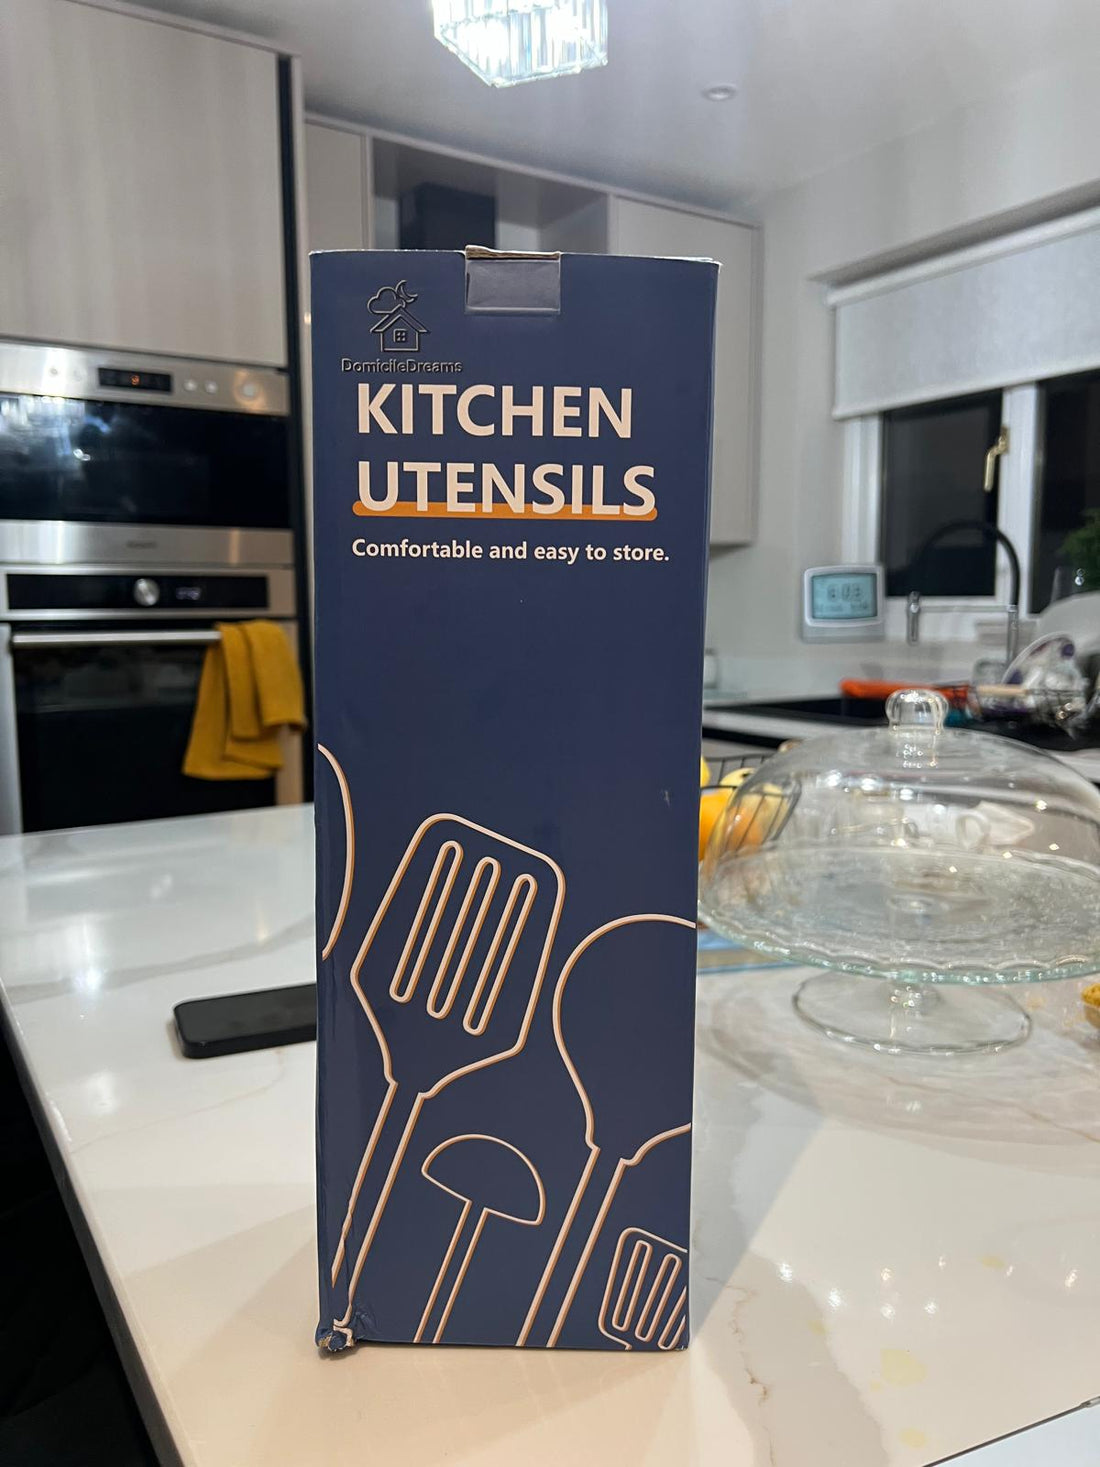 DomicileDreams
KITCHEN
UTENSILS
Comfortable and easy to store.